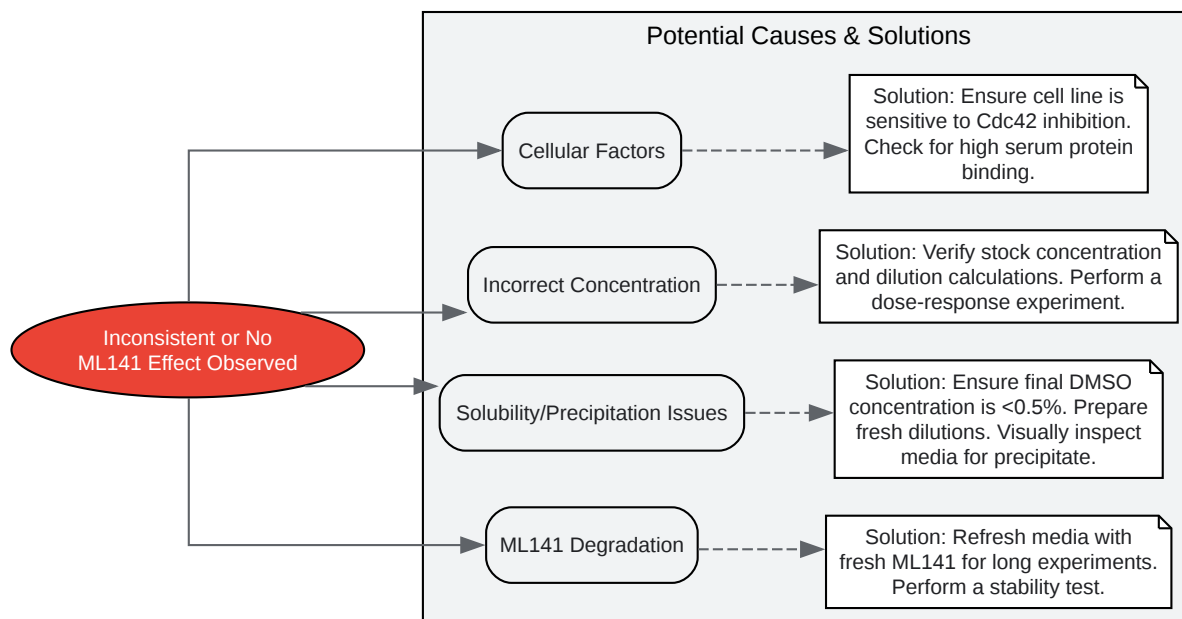 Potential Causes & Solutions
Inconsistent or No
ML141 Effect Observed
Cellular Factors
Solution: Ensure cell line is
sensitive to Cdc42 inhibition.
Check for high serum protein
binding.
Incorrect Concentration
Solution: Verify stock concentration
and dilution calculations. Perform a
dose-response experiment.
Solubility/Precipitation Issues
Solution: Ensure final DMSO
concentration is <0.5%. Prepare
fresh dilutions. Visually inspect
media for precipitate.
ML141 Degradation
Solution: Refresh media with
fresh ML141 for long experiments.
Perform a stability test.